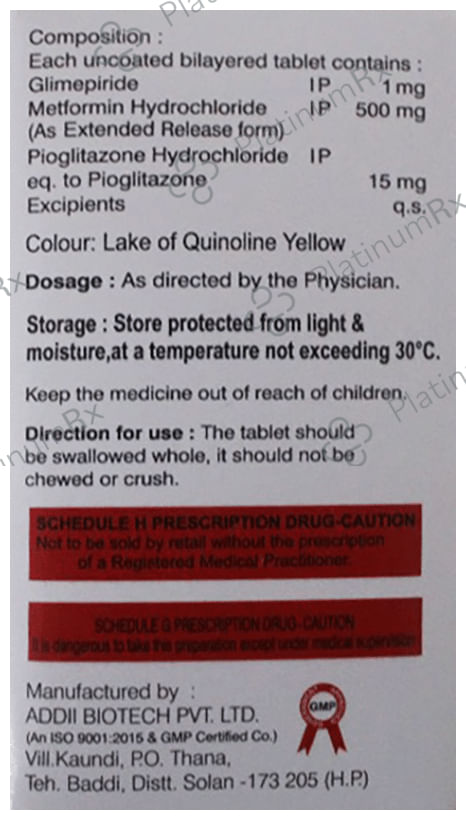 Composition :
Each uncoated bilayered tablet contains :
Glimepiride IP 1 mg
Metformin Hydrochloride IP 500 mg
(As Extended Release form)
Pioglitazone Hydrochloride IP
eq. to Pioglitazone 15 mg
Excipients q.s.
Colour: Lake of Quinoline Yellow
Dosage : As directed by the Physician.
Storage : Store protected from light &
moisture,at a temperature not exceeding 30°C.
Keep the medicine out of reach of children.
Direction for use : The tablet should
be swallowed whole, it should not be
chewed or crush.
SCHEDULE H PRESCRIPTION DRUG-CAUTION
Not to be sold by retail without the prescription
of a Registered Medical Practitioner.
SCHEDULE G PRESCRIPTION DRUG- CAUTION
It is dangerous to take this preparation except under medical supervision
Manufactured by :
ADDII BIOTECH PVT. LTD.
(An ISO 9001:2015 & GMP Certified Co.)
Vill.Kaundi, P.O. Thana,
Teh. Baddi, Distt. Solan -173 205 (H.P.)
GMP
PlatinumRx
PlatinumRx
PlatinumRx